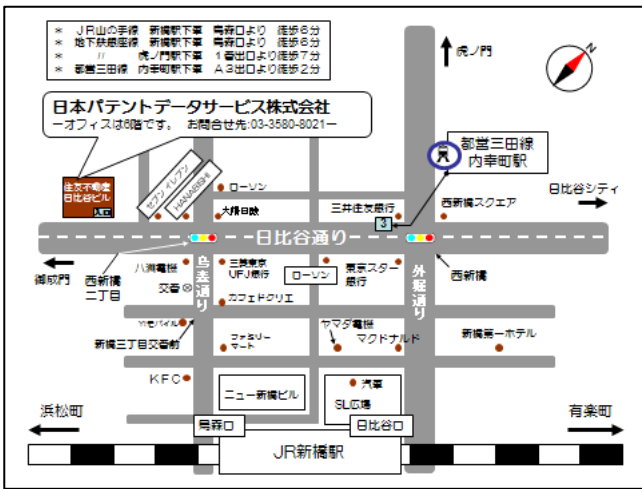 ＊ JR山の手線 新橋駅下車 烏森口より 徒歩6分
＊ 地下鉄銀座線 新橋駅下車 烏森口より 徒歩6分
＊ 〃 虎ノ門駅下車 1番出口より徒歩7分
＊ 都営三田線 内幸町駅下車 A3出口より徒歩2分
虎ノ門
N
日本パテントデータサービス株式会社
ーオフィスは6階です。 お問合せ先:03-3580-8021ー
都営三田線
内幸町駅
住友不動産
日比谷ビル
入口
セブンイレブン
HANABISHI
ローソン
大陽日酸
三井住友銀行
3
西新橋スクエア
日比谷シティ
日比谷通り
御成門
西新橋
二丁目
八洲電機
交番
烏森通り
三菱東京
UFJ銀行
カフェドクリエ
ローソン
東京スター
銀行
外堀通り
西新橋
Y!モバイル
新橋三丁目交番前
ファミリー
マート
ヤマダ電機
マクドナルド
新橋第一ホテル
KFC
ニュー新橋ビル
汽車
SL広場
浜松町
烏森口
日比谷口
有楽町
JR新橋駅